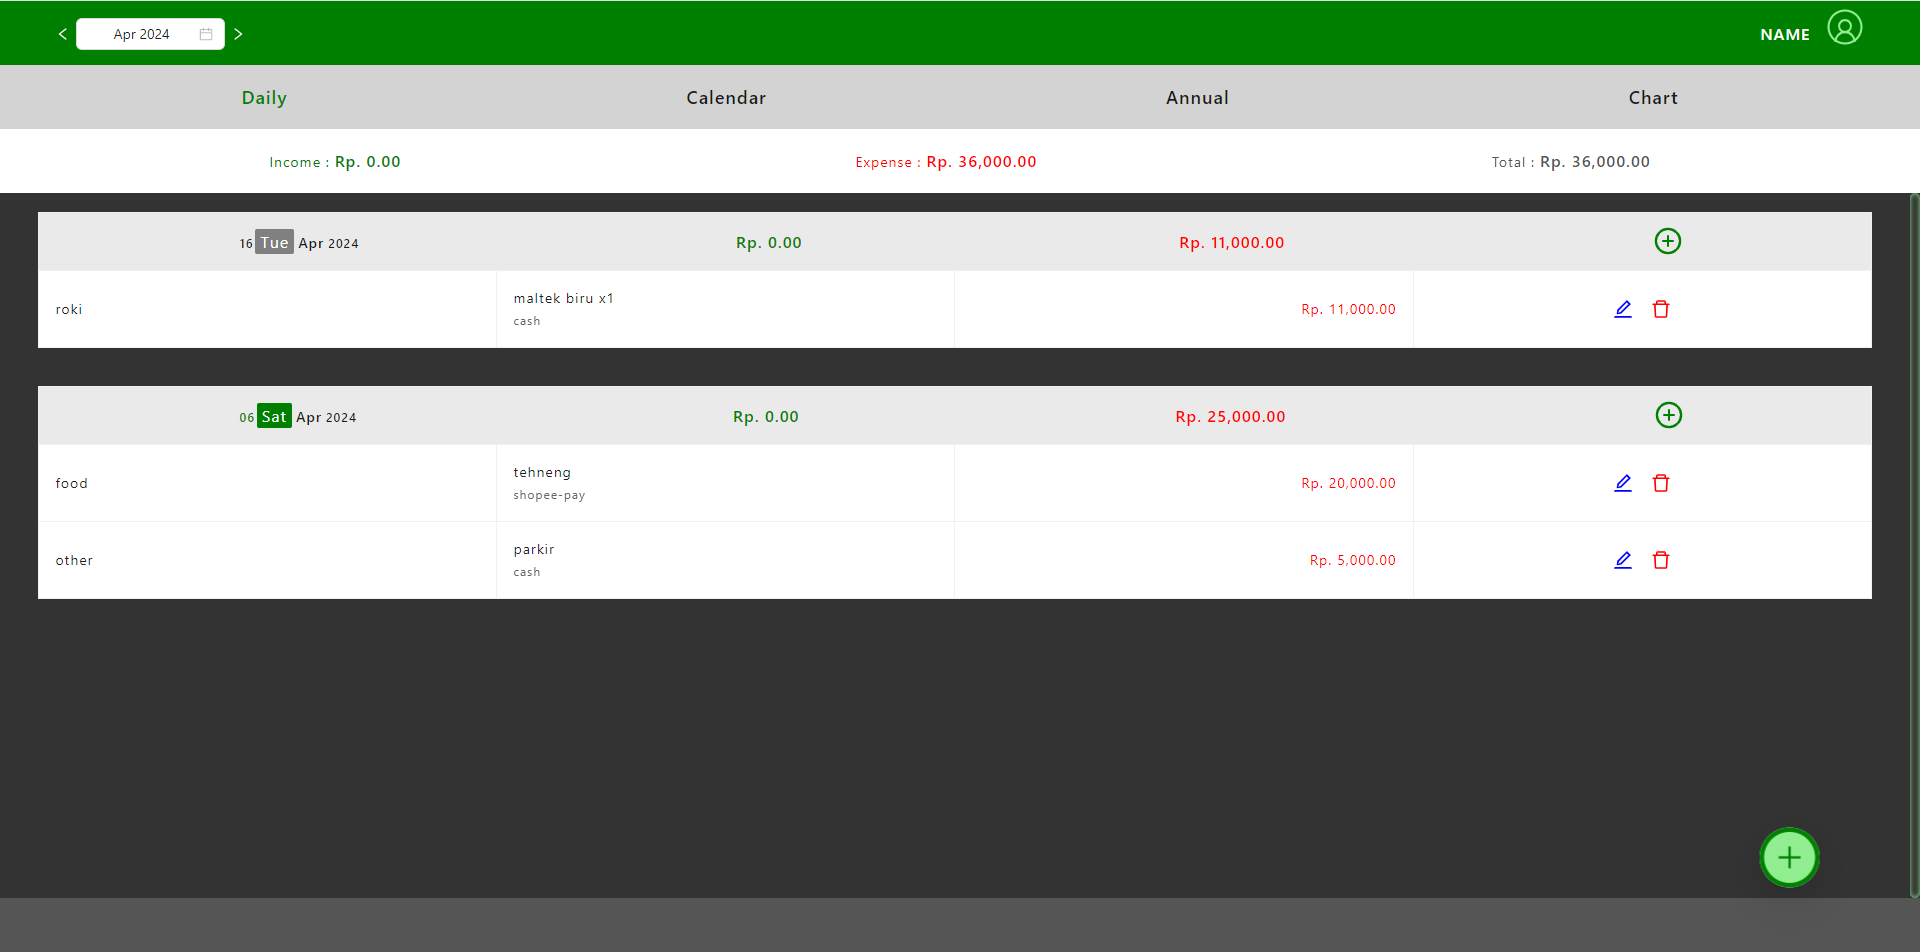 Apr 2024
NAME
Daily Calendar Annual Chart
Income : Rp. 0.00 Expense : Rp. 36,000.00 Total : Rp. 36,000.00
16 Tue Apr 2024 Rp. 0.00 Rp. 11,000.00
roki
maltek biru x1
cash
Rp. 11,000.00
06 Sat Apr 2024 Rp. 0.00 Rp. 25,000.00
food
tehneng
shopee-pay
Rp. 20,000.00
other
parkir
cash
Rp. 5,000.00